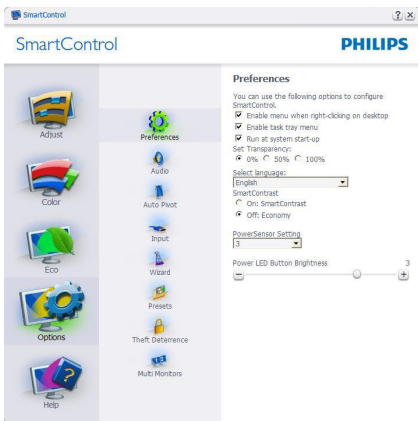 SmartControl
SmartControl
PHILIPS
Adjust
Color
Eco
Options
Help
Preferences
Audio
Auto Pivot
Input
Wizard
Presets
Theft Deterrence
Multi Monitors
Preferences
You can use the following options to configure
SmartControl.
Enable menu when right-clicking on desktop
Enable task tray menu
Run at system start-up
Set Transparency:
0% 50% 100%
Select language:
English
SmartContrast
On: SmartContrast
Off: Economy
PowerSensor Setting
3
Power LED Button Brightness 3